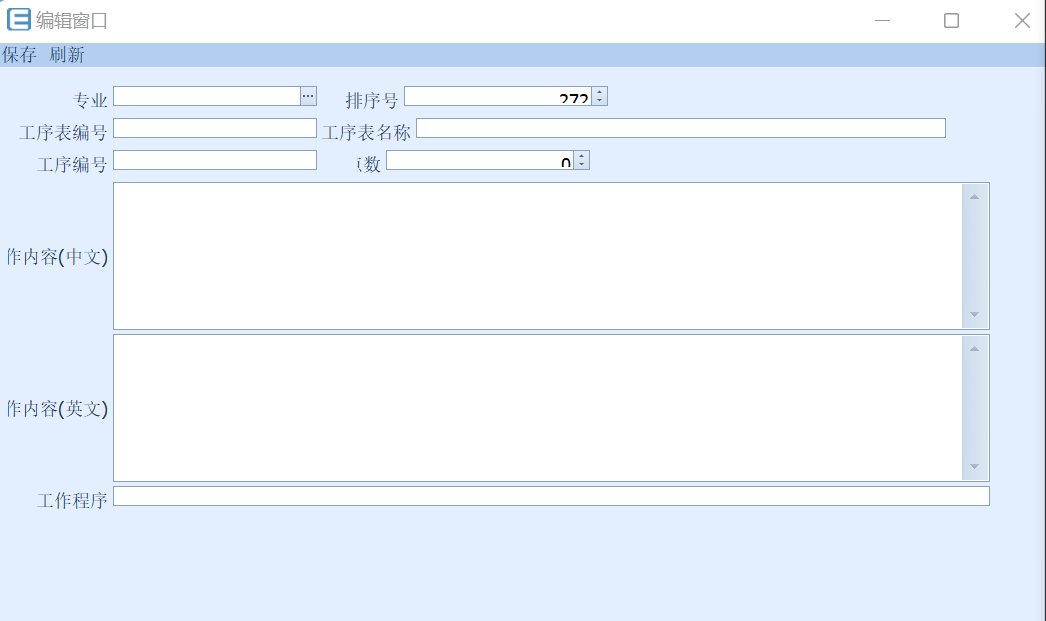 编辑窗口
保存 刷新
专业 ... 排序号 272
工序表编号 工序表名称
工序编号 数 0
作内容(中文)
作内容(英文)
工作程序